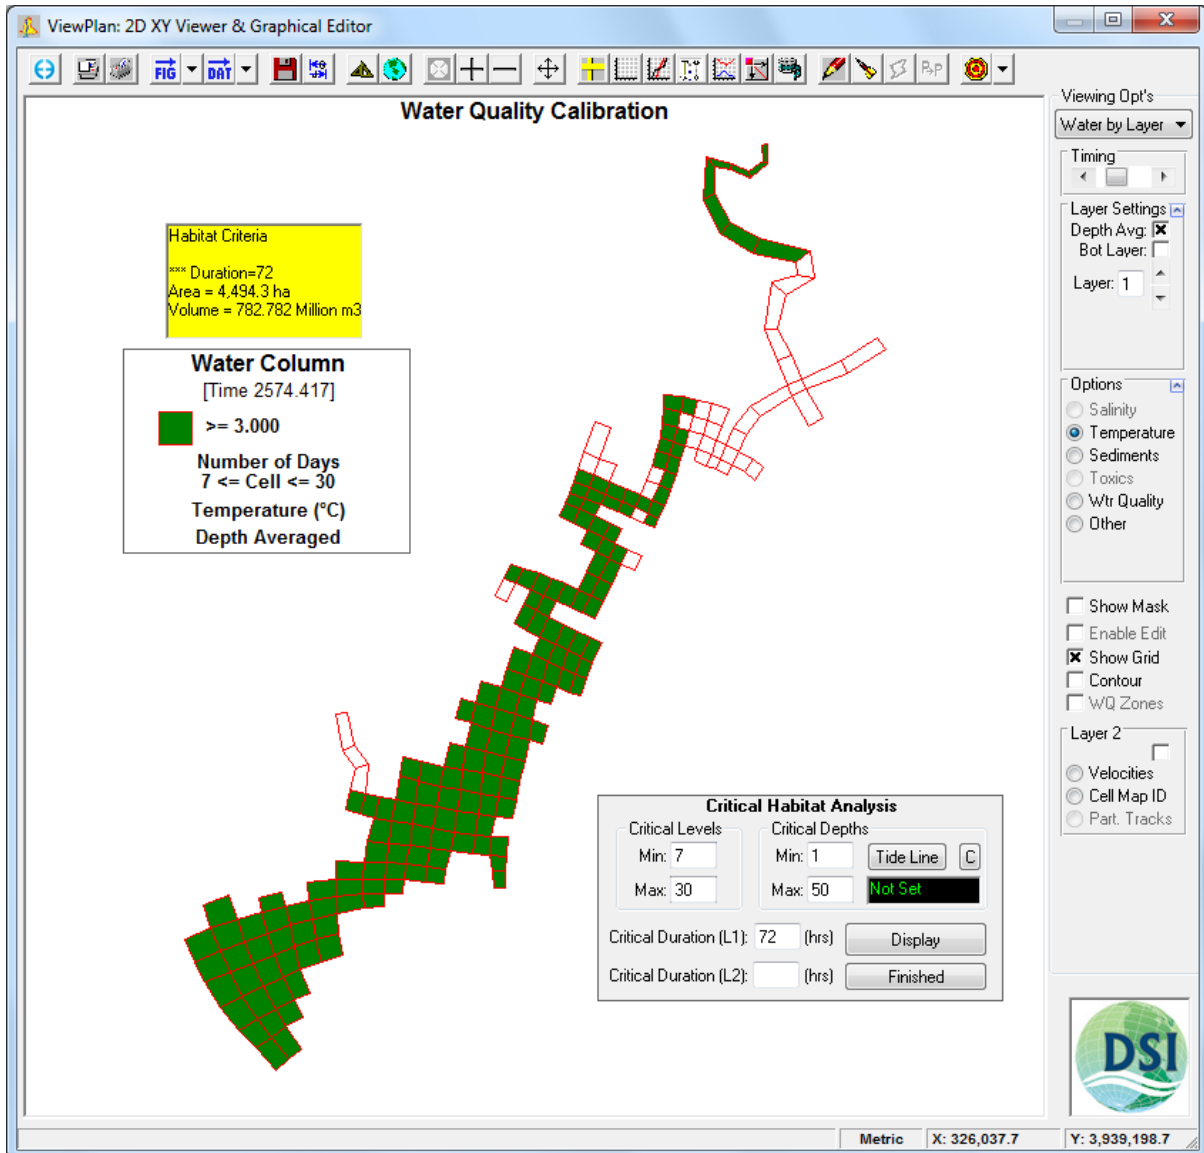 ViewPlan: 2D XY Viewer & Graphical Editor
FIG
DAT
P>P
Water Quality Calibration
Habitat Criteria
*** Duration=72
Area = 4,494.3 ha
Volume = 782.782 Million m3
Water Column
[Time 2574.417]
>= 3.000
Number of Days
7 <= Cell <= 30
Temperature (°C)
Depth Averaged
Critical Habitat Analysis
Critical Levels
Min: 7
Max: 30
Critical Depths
Min: 1
Max: 50
Tide Line
C
Not Set
Critical Duration (L1): 72 (hrs)
Display
Critical Duration (L2): (hrs)
Finished
Viewing Opt's
Water by Layer
Timing
Layer Settings
Depth Avg:
Bot Layer:
Layer: 1
Options
Salinity
Temperature
Sediments
Toxics
Wtr Quality
Other
Show Mask
Enable Edit
Show Grid
Contour
WQ Zones
Layer 2
Velocities
Cell Map ID
Part. Tracks
DSI
Metric
X: 326,037.7
Y: 3,939,198.7